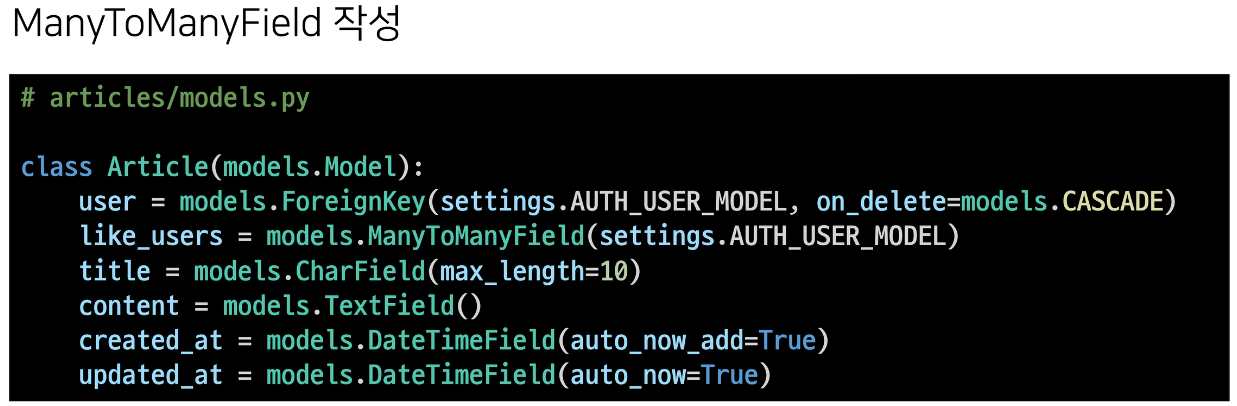 ManyToManyField 작성
# articles/models.py
class Article(models.Model):
    user = models.ForeignKey(settings.AUTH_USER_MODEL, on_delete=models.CASCADE)
    like_users = models.ManyToManyField(settings.AUTH_USER_MODEL)
    title = models.CharField(max_length=10)
    content = models.TextField()
    created_at = models.DateTimeField(auto_now_add=True)
    updated_at = models.DateTimeField(auto_now=True)